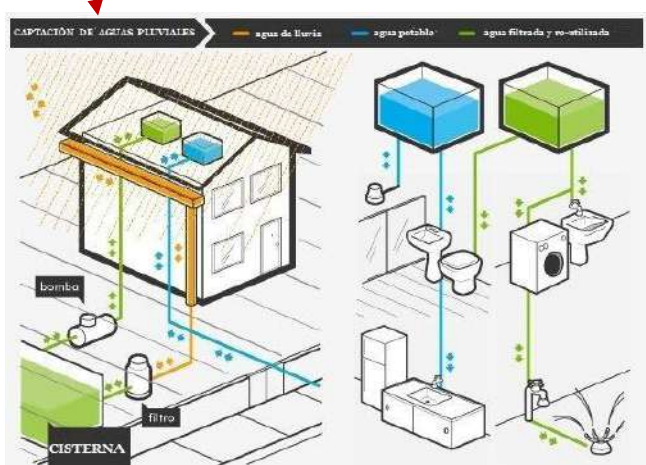 CAPTACIÓN DE AGUAS PLUVIALES
agua de lluvia
agua potable
agua filtrada y re-utilizada
bomba
filtro
CISTERNA